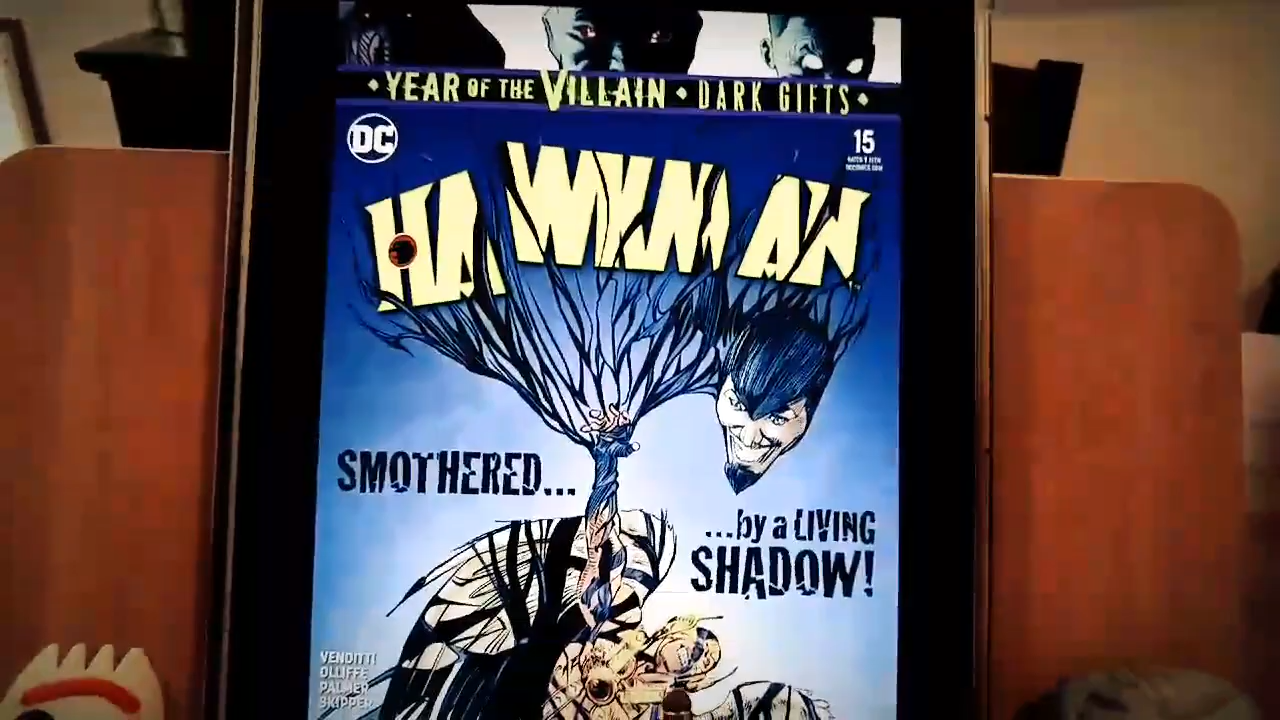 • YEAR OF THE VILLAIN • DARK GIFTS •
DC
15
HAWKMAN
SMOTHERED...
...by a LIVING
SHADOW!
VENDITTI
OLLIFFE
PALMER
SKIPPER